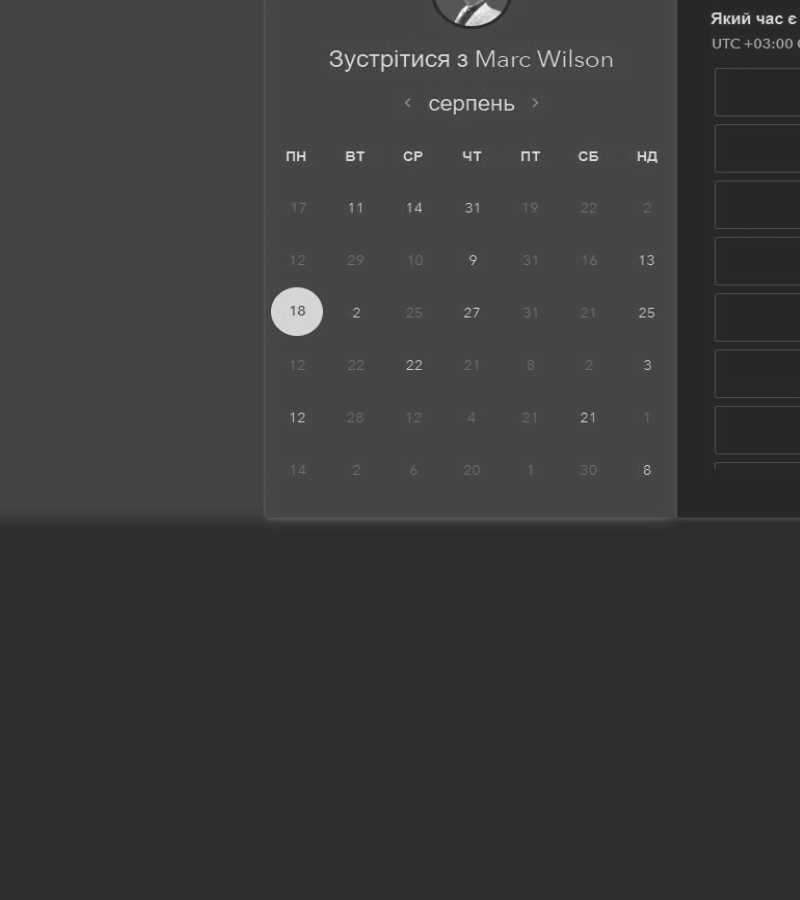 Зустрітися з Marc Wilson
< серпень >
ПН ВТ СР ЧТ ПТ СБ НД
17 11 14 31 19 22 2
12 29 10 9 31 16 13
18 2 25 27 31 21 25
12 22 22 21 8 2 3
12 28 12 4 21 21 1
14 2 6 20 1 30 8
Який час є
UTC +03:00